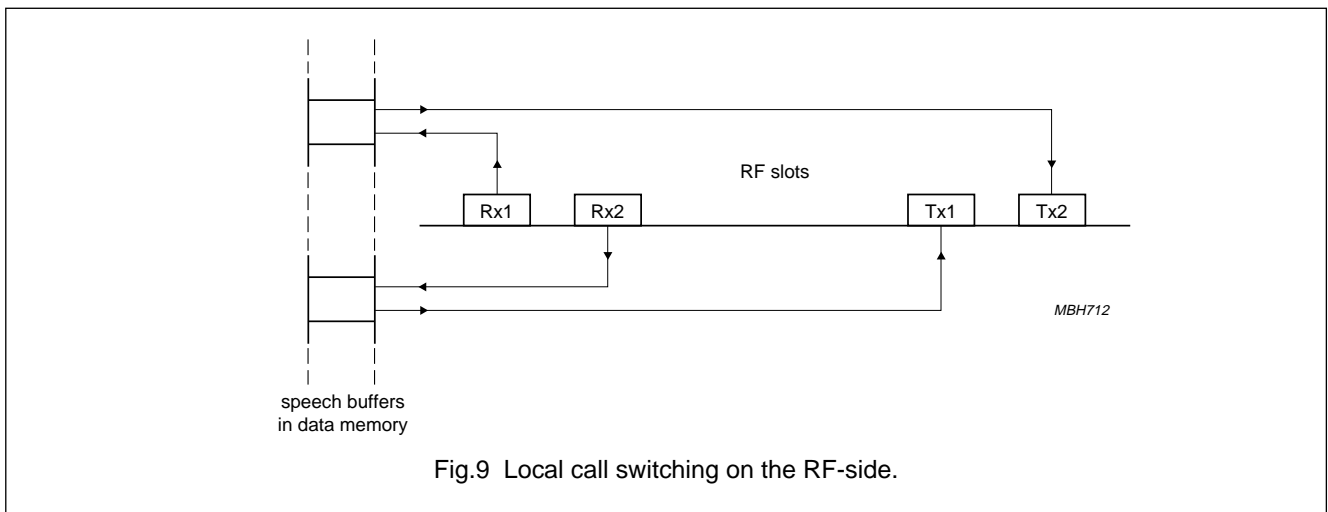 RF slots
Rx1 Rx2 Tx1 Tx2
MBH712
speech buffers
in data memory
Fig.9 Local call switching on the RF-side.